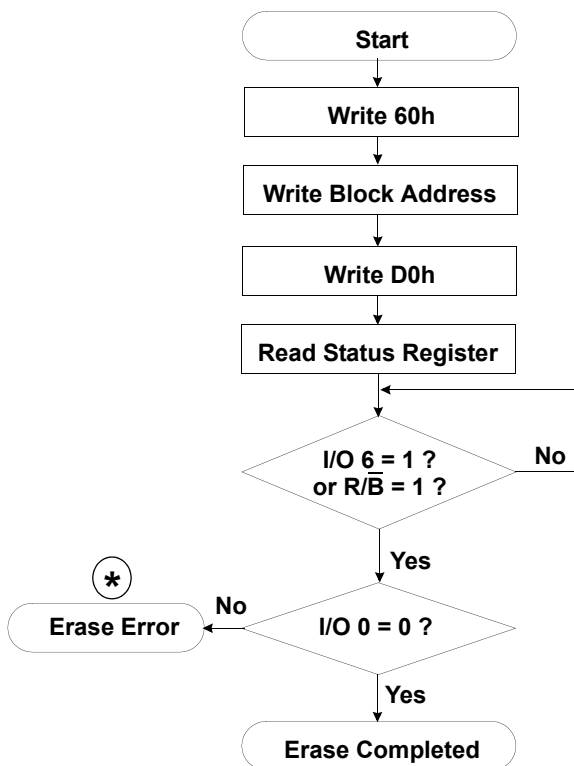 Start
Write 60h
Write Block Address
Write D0h
Read Status Register
I/O 6 = 1 ?
or R/B̅ = 1 ?
No
Yes
*
No
Erase Error
I/O 0 = 0 ?
Yes
Erase Completed